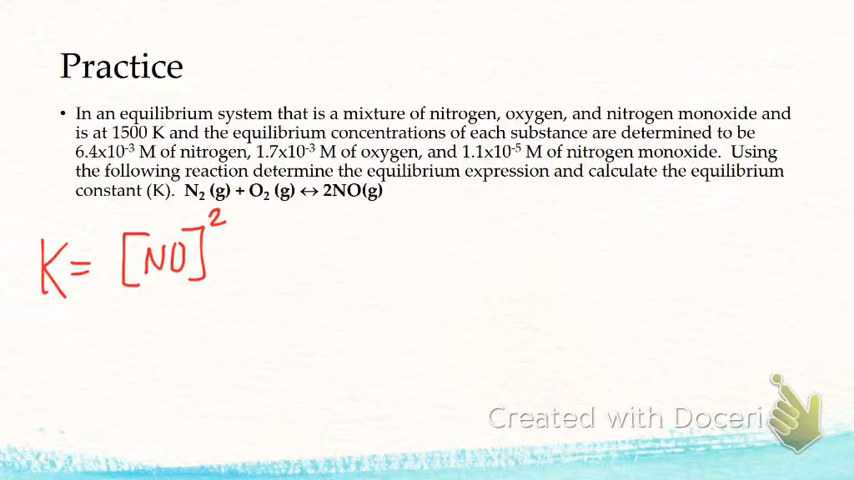 Practice
• In an equilibrium system that is a mixture of nitrogen, oxygen, and nitrogen monoxide and
is at 1500 K and the equilibrium concentrations of each substance are determined to be
6.4x10⁻³ M of nitrogen, 1.7x10⁻³ M of oxygen, and 1.1x10⁻⁵ M of nitrogen monoxide. Using
the following reaction determine the equilibrium expression and calculate the equilibrium
constant (K). N₂ (g) + O₂ (g) ↔ 2NO(g)
K= [NO]²
Created with Doceri